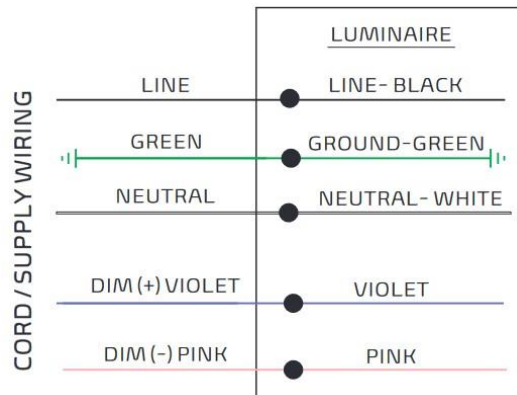 LUMINAIRE
CORD / SUPPLY WIRING
LINE LINE- BLACK
GREEN GROUND-GREEN
NEUTRAL NEUTRAL- WHITE
DIM (+) VIOLET VIOLET
DIM (-) PINK PINK